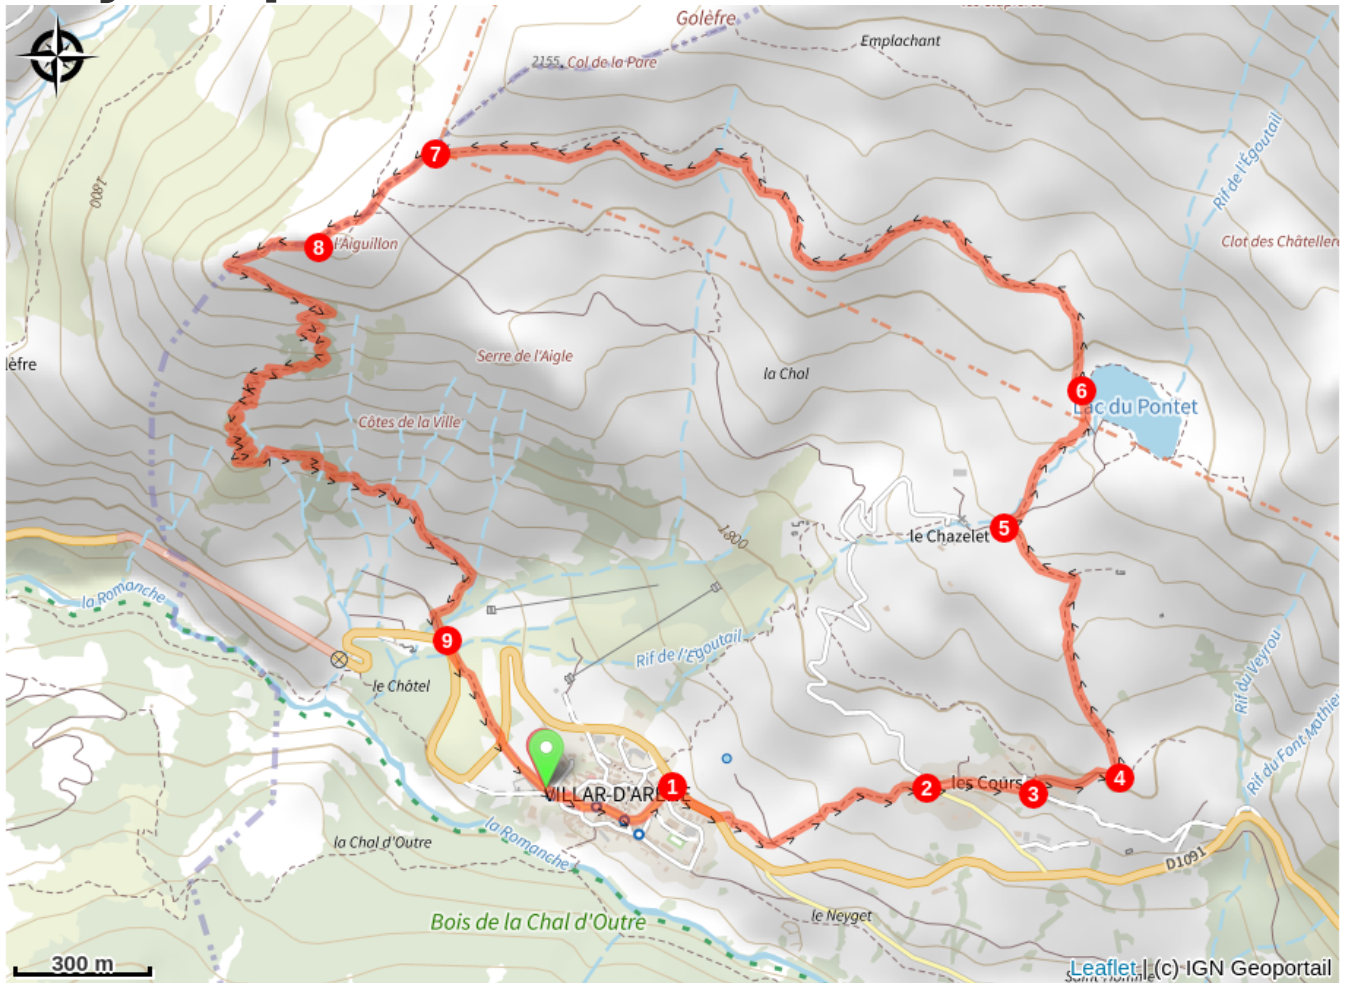 Golèfre
Emplachant
2155
Col de la Pare
7
1800
Rif de l'Égoutail
8
l'Aiguillon
Clot des Châtellere
lèfre
Serre de l'Aigle
la Chol
6
Lac du Pontet
Côtes de la Ville
5
le Chazelet
1800
la Romanche
9
Rif de l'Égoutail
le Châtel
Rif du Veyrou
Rif du Font Mathieu
1
2
les Cours
3
4
VILLAR-D'ARÊNE
la Romanche
la Chal d'Outre
D1091
Bois de la Chal d'Outre
le Neyget
300 m
Leaflet | (c) IGN Geoportail